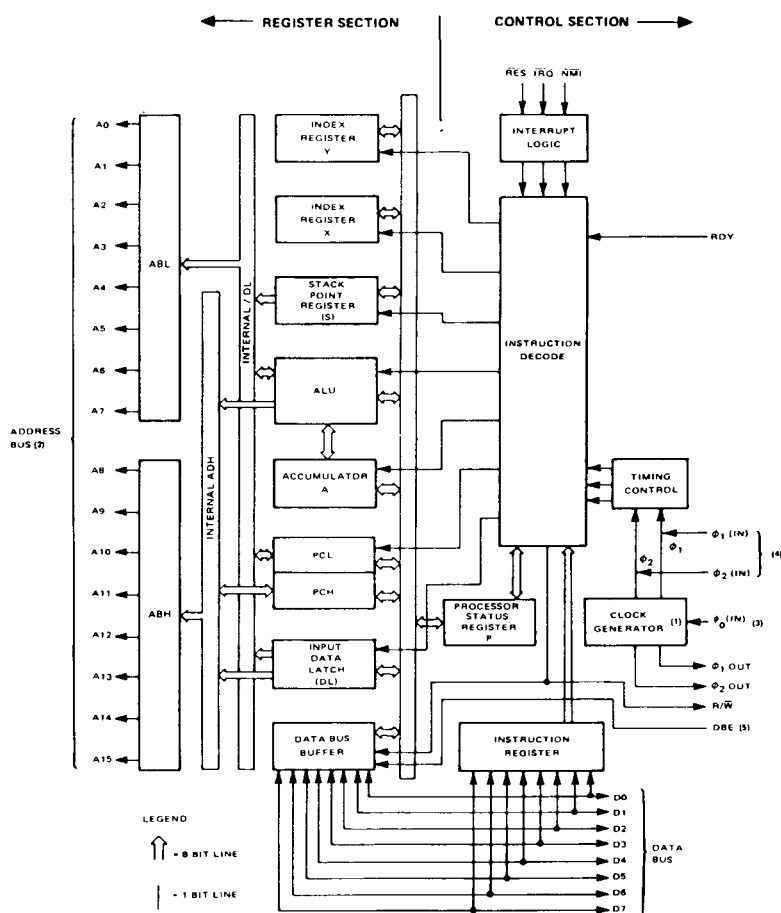 REGISTER SECTION
CONTROL SECTION
RES IRQ NMI
INTERRUPT
LOGIC
RDY
INSTRUCTION
DECODE
TIMING
CONTROL
ϕ1 (IN)
ϕ1
(4)
ϕ2
ϕ2 (IN)
CLOCK
GENERATOR (1)
ϕ0 (IN) (3)
ϕ1 OUT
ϕ2 OUT
R/W
DBE (5)
PROCESSOR
STATUS
REGISTER
P
INSTRUCTION
REGISTER
INDEX
REGISTER
Y
INDEX
REGISTER
X
STACK
POINT
REGISTER
(S)
ALU
ACCUMULATOR
A
PCL
PCH
INPUT
DATA
LATCH
(DL)
DATA BUS
BUFFER
INTERNAL / DL
INTERNAL ADH
ABL
ABH
A0
A1
A2
A3
A4
A5
A6
A7
ADDRESS
BUS (2)
A8
A9
A10
A11
A12
A13
A14
A15
D0
D1
D2
D3
D4
D5
D6
D7
DATA
BUS
LEGEND
= 8 BIT LINE
= 1 BIT LINE